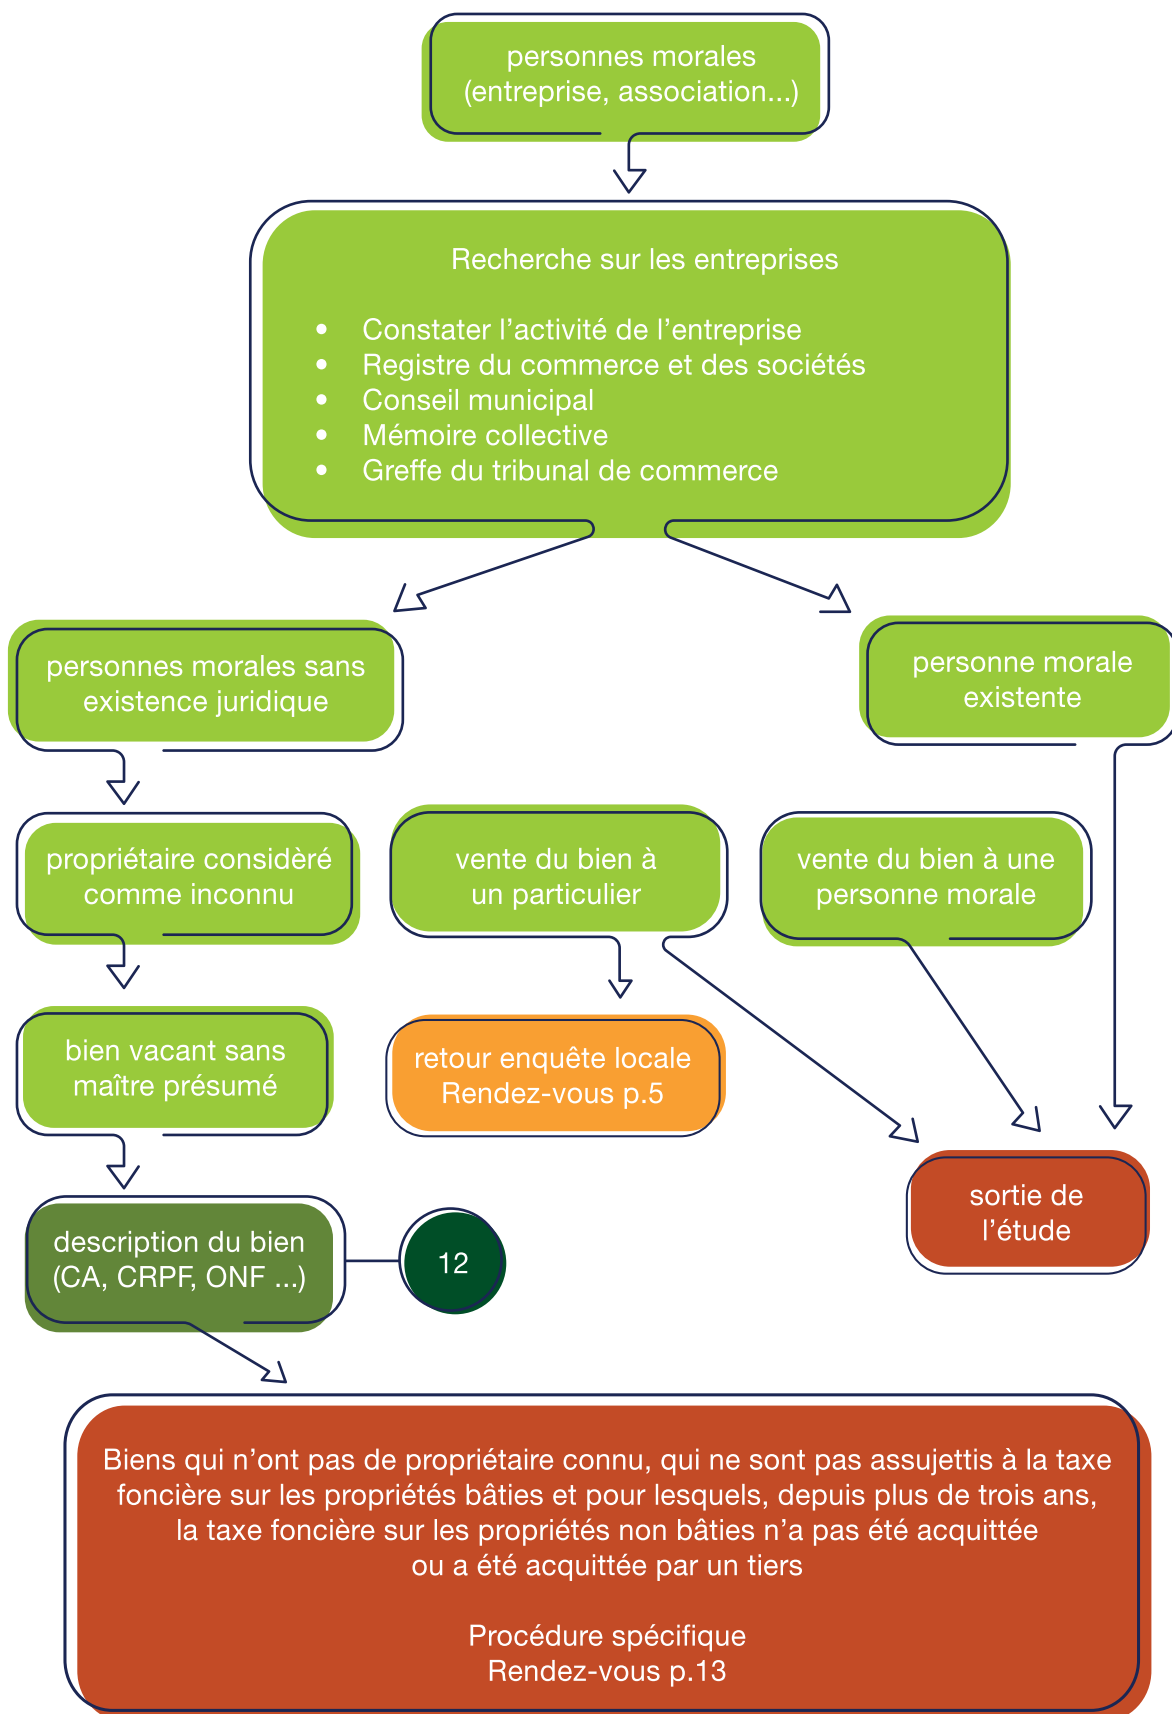 personnes morales
(entreprise, association...)
Recherche sur les entreprises
• Constater l'activité de l'entreprise
• Registre du commerce et des sociétés
• Conseil municipal
• Mémoire collective
• Greffe du tribunal de commerce
personnes morales sans
existence juridique
personne morale
existente
propriétaire considèré
comme inconnu
vente du bien à
un particulier
vente du bien à une
personne morale
bien vacant sans
maître présumé
retour enquête locale
Rendez-vous p.5
sortie de
l'étude
description du bien
(CA, CRPF, ONF ...)
12
Biens qui n'ont pas de propriétaire connu, qui ne sont pas assujettis à la taxe
foncière sur les propriétés bâties et pour lesquels, depuis plus de trois ans,
la taxe foncière sur les propriétés non bâties n'a pas été acquittée
ou a été acquittée par un tiers
Procédure spécifique
Rendez-vous p.13